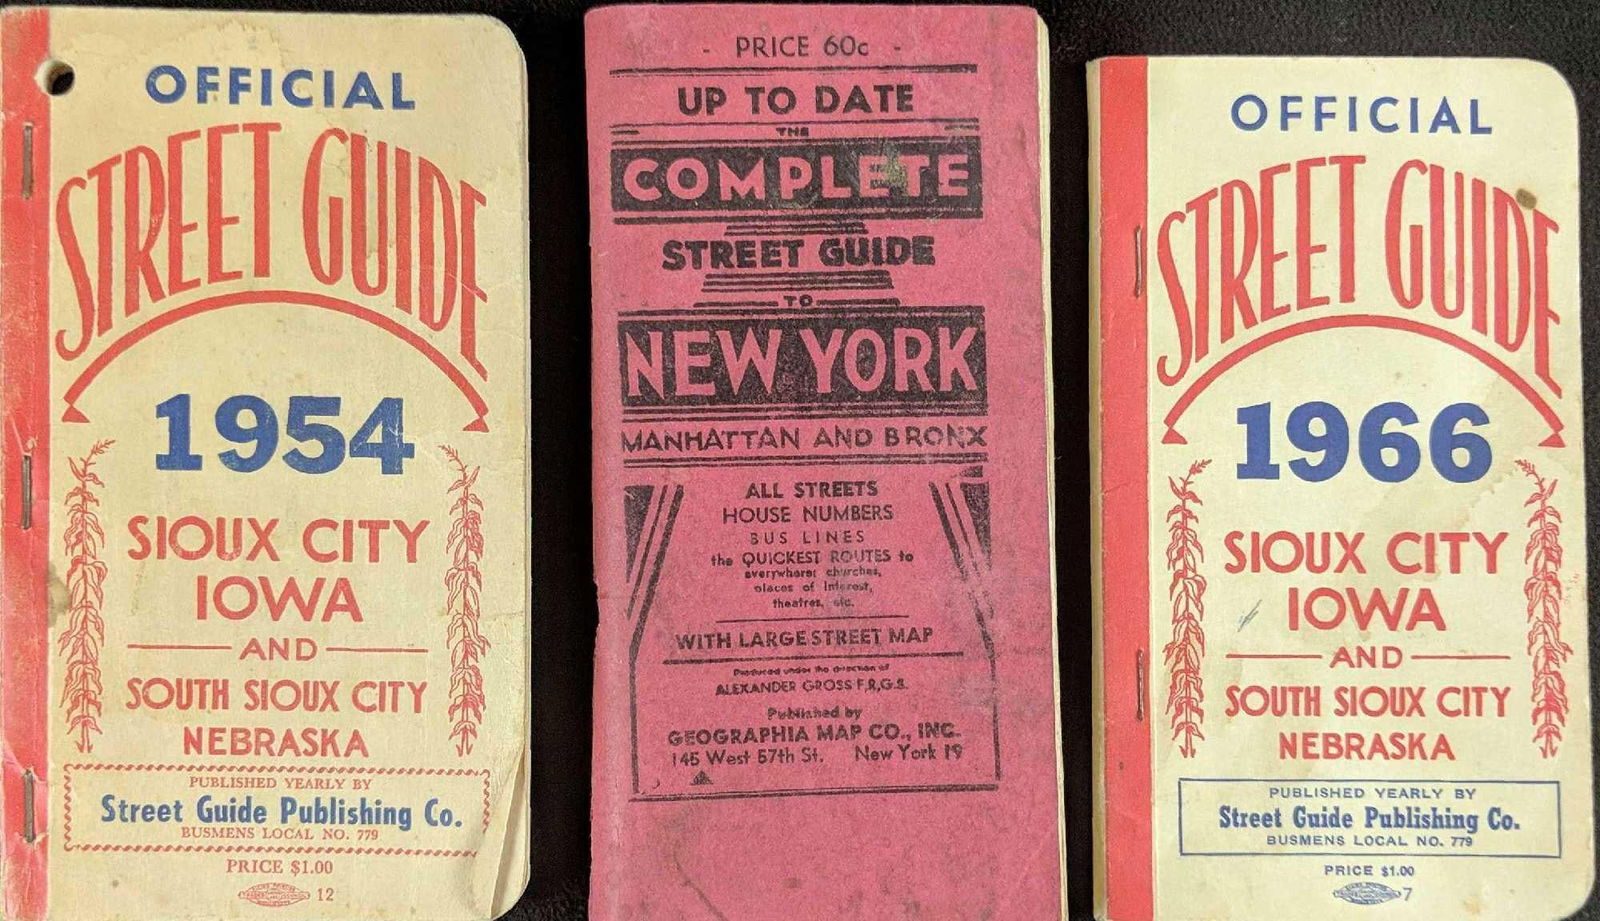 OFFICIAL
STREET GUIDE
1954
SIOUX CITY
IOWA
AND
SOUTH SIOUX CITY
NEBRASKA
PUBLISHED YEARLY BY
Street Guide Publishing Co.
BUSMENS LOCAL NO. 779
PRICE $1.00
12
- PRICE 60c -
UP TO DATE
THE
COMPLETE
STREET GUIDE
TO
NEW YORK
MANHATTAN AND BRONX
ALL STREETS
HOUSE NUMBERS
BUS LINES
the QUICKEST ROUTES to
everywhere: churches,
places of interest,
theatres, etc.
WITH LARGE STREET MAP
Produced under the direction of
ALEXANDER GROSS F.R.G.S.
Published by
GEOGRAPHIA MAP CO., INC.
145 West 57th St. New York 19
OFFICIAL
STREET GUIDE
1966
SIOUX CITY
IOWA
AND
SOUTH SIOUX CITY
NEBRASKA
PUBLISHED YEARLY BY
Street Guide Publishing Co.
BUSMENS LOCAL NO. 779
PRICE $1.00
7